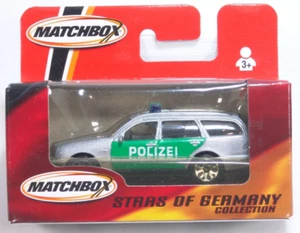 MATCHBOX
3+
POLIZEI
MATCHBOX
STARS OF GERMANY
COLLECTION